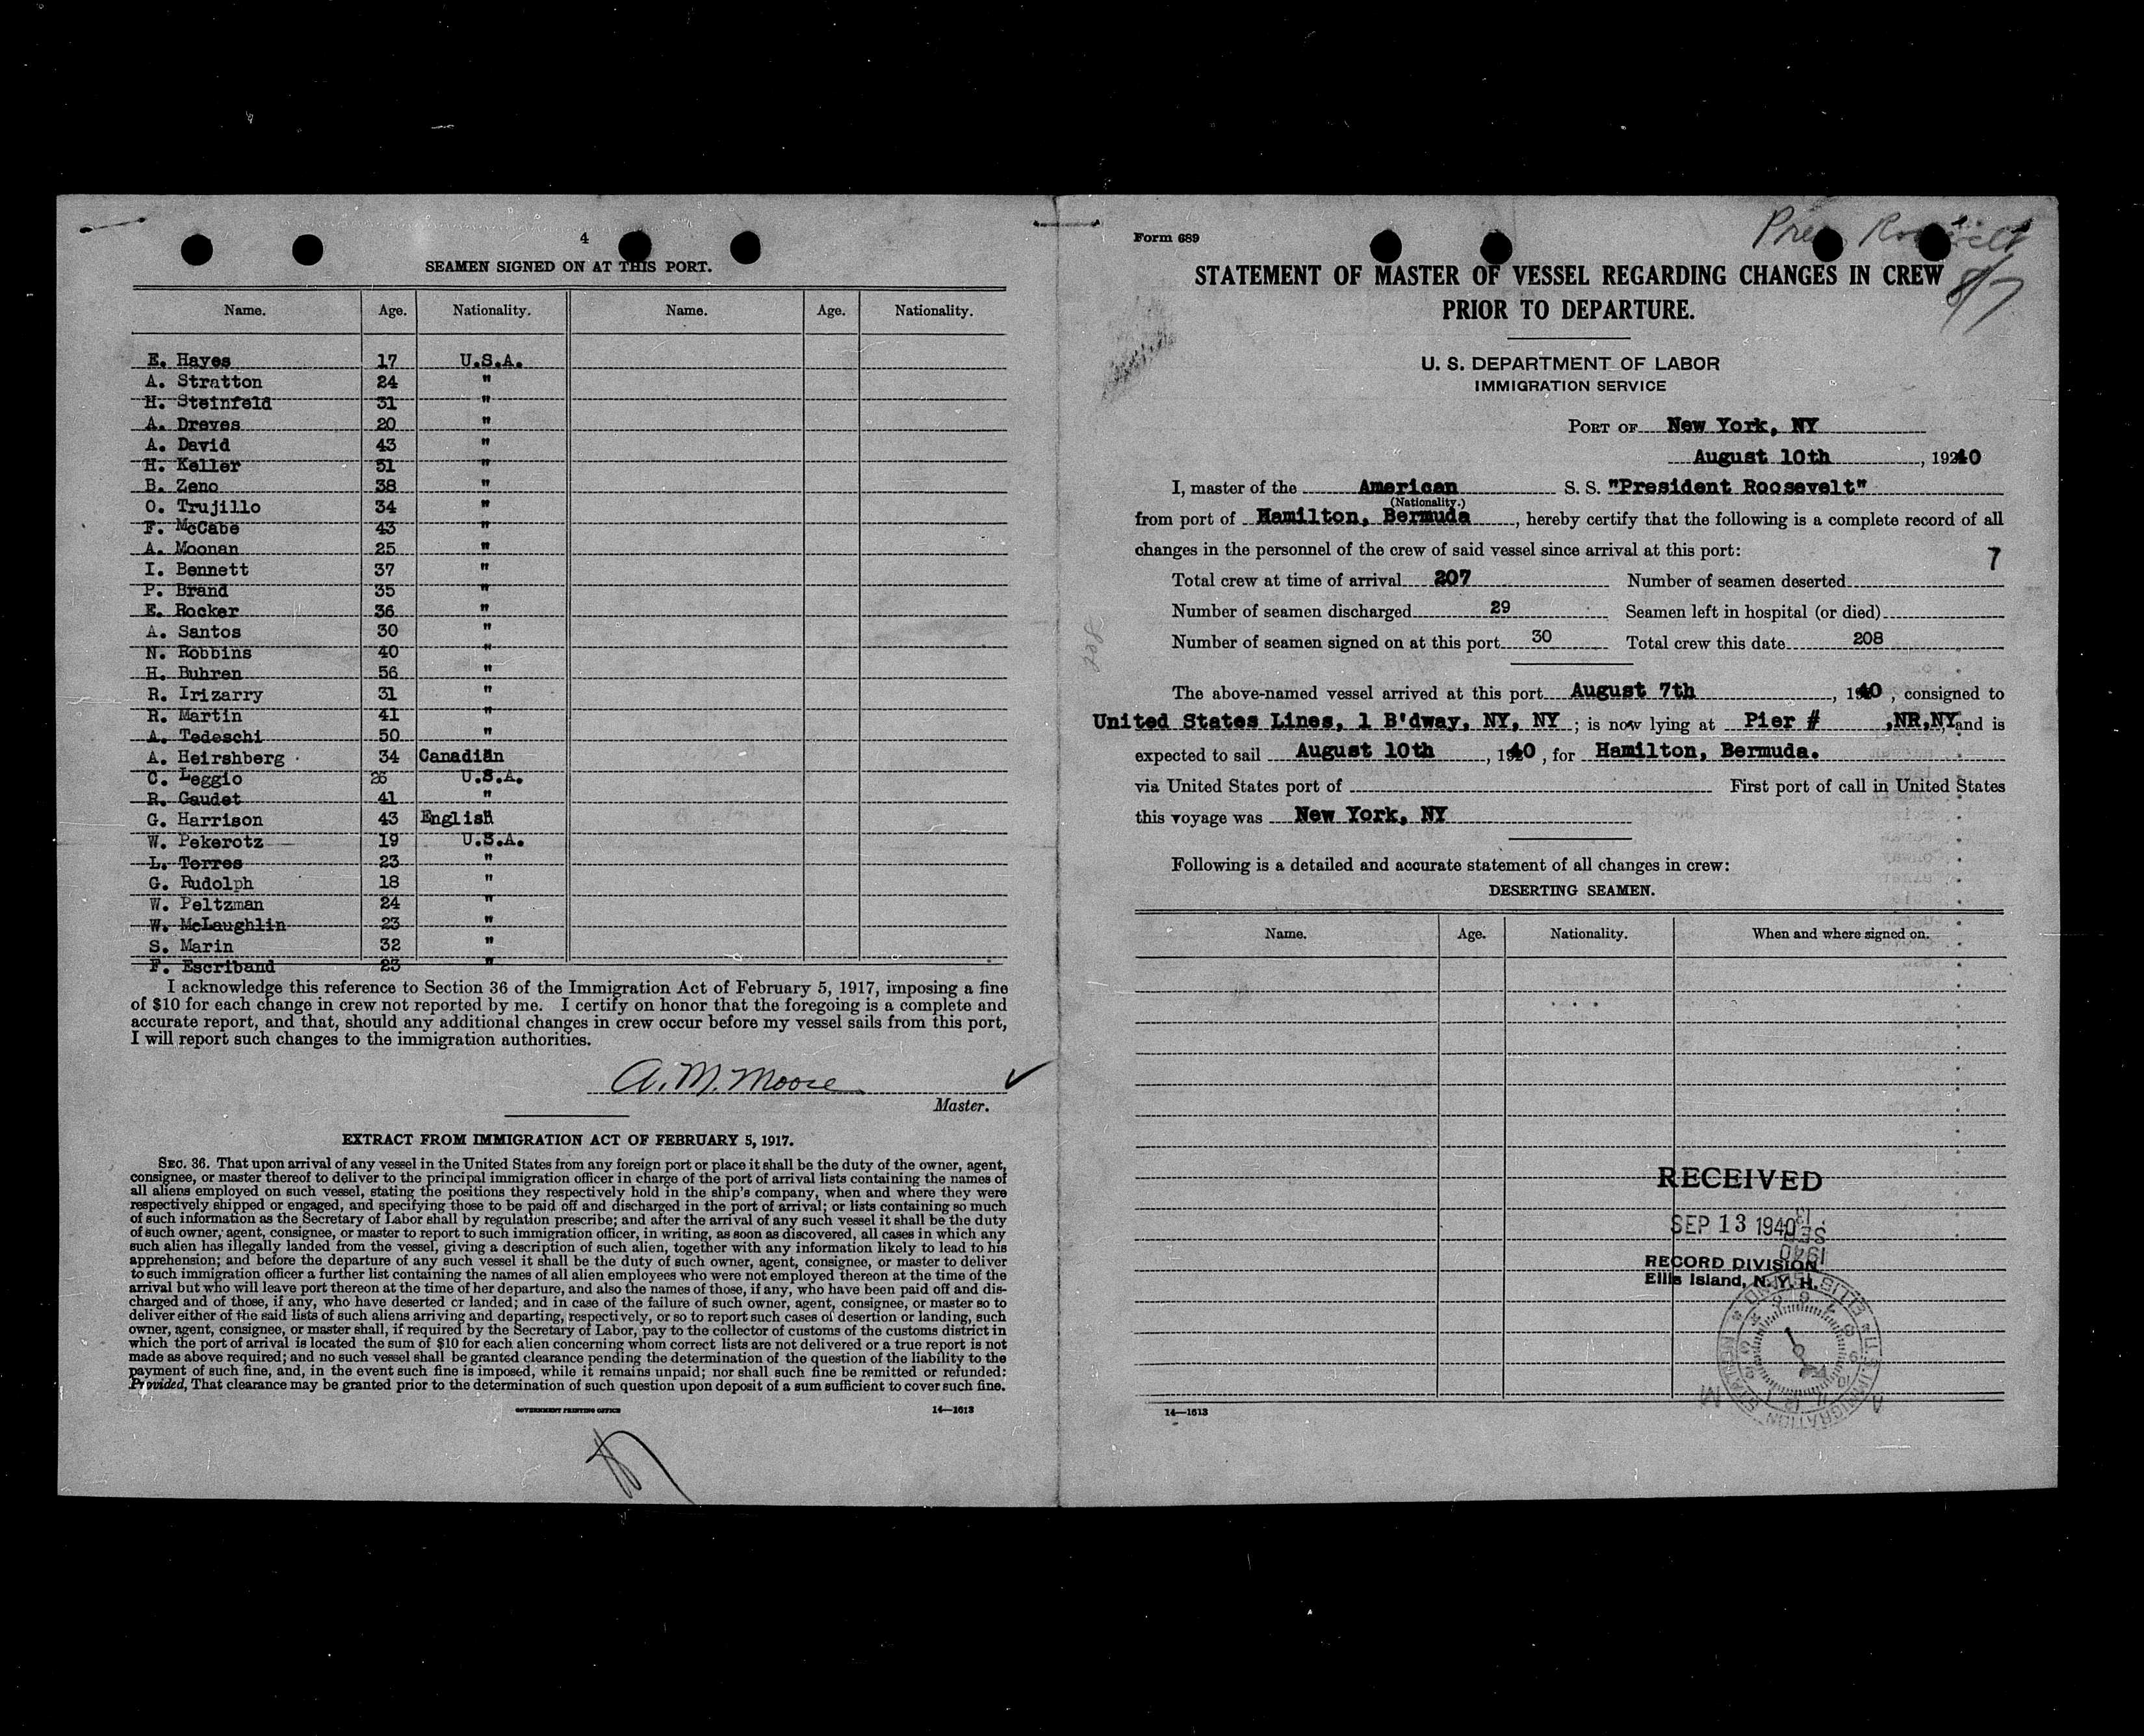 4
SEAMEN SIGNED ON AT THIS PORT.
Name. Age. Nationality. Name. Age. Nationality.
E. Hayes 17 U.S.A.
A. Stratton 24 "
H. Steinfeld 31 "
A. Dreves 20 "
A. David 43 "
H. Keller 51 "
B. Zeno 38 "
O. Trujillo 34 "
F. McCabe 43 "
A. Moonan 25 "
I. Bennett 37 "
P. Brand 35 "
E. Rocker 36 "
A. Santos 30 "
N. Robbins 40 "
H. Buhren 56 "
R. Irizarry 31 "
R. Martin 41 "
A. Tedeschi 50 "
A. Heirshberg 34 Canadian
C. Leggio 26 U.S.A.
R. Gaudet 41 "
G. Harrison 43 English
W. Pekerotz 19 U.S.A.
L. Torres 23 "
G. Rudolph 18 "
W. Peltzman 24 "
W. McLaughlin 23 "
S. Marin 32 "
F. Escriband 23 "
I acknowledge this reference to Section 36 of the Immigration Act of February 5, 1917, imposing a fine
of $10 for each change in crew not reported by me. I certify on honor that the foregoing is a complete and
accurate report, and that, should any additional changes in crew occur before my vessel sails from this port,
I will report such changes to the immigration authorities.
A. M. Moore
Master.
EXTRACT FROM IMMIGRATION ACT OF FEBRUARY 5, 1917.
SEC. 36. That upon arrival of any vessel in the United States from any foreign port or place it shall be the duty of the owner, agent,
consignee, or master thereof to deliver to the principal immigration officer in charge of the port of arrival lists containing the names of
all aliens employed on such vessel, stating the positions they respectively hold in the ship's company, when and where they were
respectively shipped or engaged, and specifying those to be paid off and discharged in the port of arrival; or lists containing so much
of such information as the Secretary of Labor shall by regulation prescribe; and after the arrival of any such vessel it shall be the duty
of such owner, agent, consignee, or master to report to such immigration officer, in writing, as soon as discovered, all cases in which any
such alien has illegally landed from the vessel, giving a description of such alien, together with any information likely to lead to his
apprehension; and before the departure of any such vessel it shall be the duty of such owner, agent, consignee, or master to deliver
to such immigration officer a further list containing the names of all alien employees who were not employed thereon at the time of the
arrival but who will leave port thereon at the time of her departure, and also the names of those, if any, who have been paid off and dis-
charged and of those, if any, who have deserted or landed; and in case of the failure of such owner, agent, consignee, or master so to
deliver either of the said lists of such aliens arriving and departing, respectively, or so to report such cases of desertion or landing, such
owner, agent, consignee, or master shall, if required by the Secretary of Labor, pay to the collector of customs of the customs district in
which the port of arrival is located the sum of $10 for each alien concerning whom correct lists are not delivered or a true report is not
made as above required; and no such vessel shall be granted clearance pending the determination of the question of the liability to the
payment of such fine, and, in the event such fine is imposed, while it remains unpaid; nor shall such fine be remitted or refunded:
Provided, That clearance may be granted prior to the determination of such question upon deposit of a sum sufficient to cover such fine.
GOVERNMENT PRINTING OFFICE 14—1613
Form 689
Pres Roosevelt
8/7
STATEMENT OF MASTER OF VESSEL REGARDING CHANGES IN CREW
PRIOR TO DEPARTURE.
U. S. DEPARTMENT OF LABOR
IMMIGRATION SERVICE
PORT OF New York, NY
August 10th, 1940
I, master of the American S. S. "President Roosevelt"
(Nationality.)
from port of Hamilton, Bermuda, hereby certify that the following is a complete record of all
changes in the personnel of the crew of said vessel since arrival at this port:
7
Total crew at time of arrival 207 Number of seamen deserted
Number of seamen discharged 29 Seamen left in hospital (or died)
Number of seamen signed on at this port 30 Total crew this date 208
208
The above-named vessel arrived at this port August 7th, 1940, consigned to
United States Lines, 1 B'dway, NY, NY; is now lying at Pier # ,NR,NY, and is
expected to sail August 10th, 1940, for Hamilton, Bermuda.
via United States port of First port of call in United States
this voyage was New York, NY
Following is a detailed and accurate statement of all changes in crew:
DESERTING SEAMEN.
Name. Age. Nationality. When and where signed on.
RECEIVED
SEP 13 1940
RECORD DIVISION
Ellis Island, N. Y. H.
14—1613